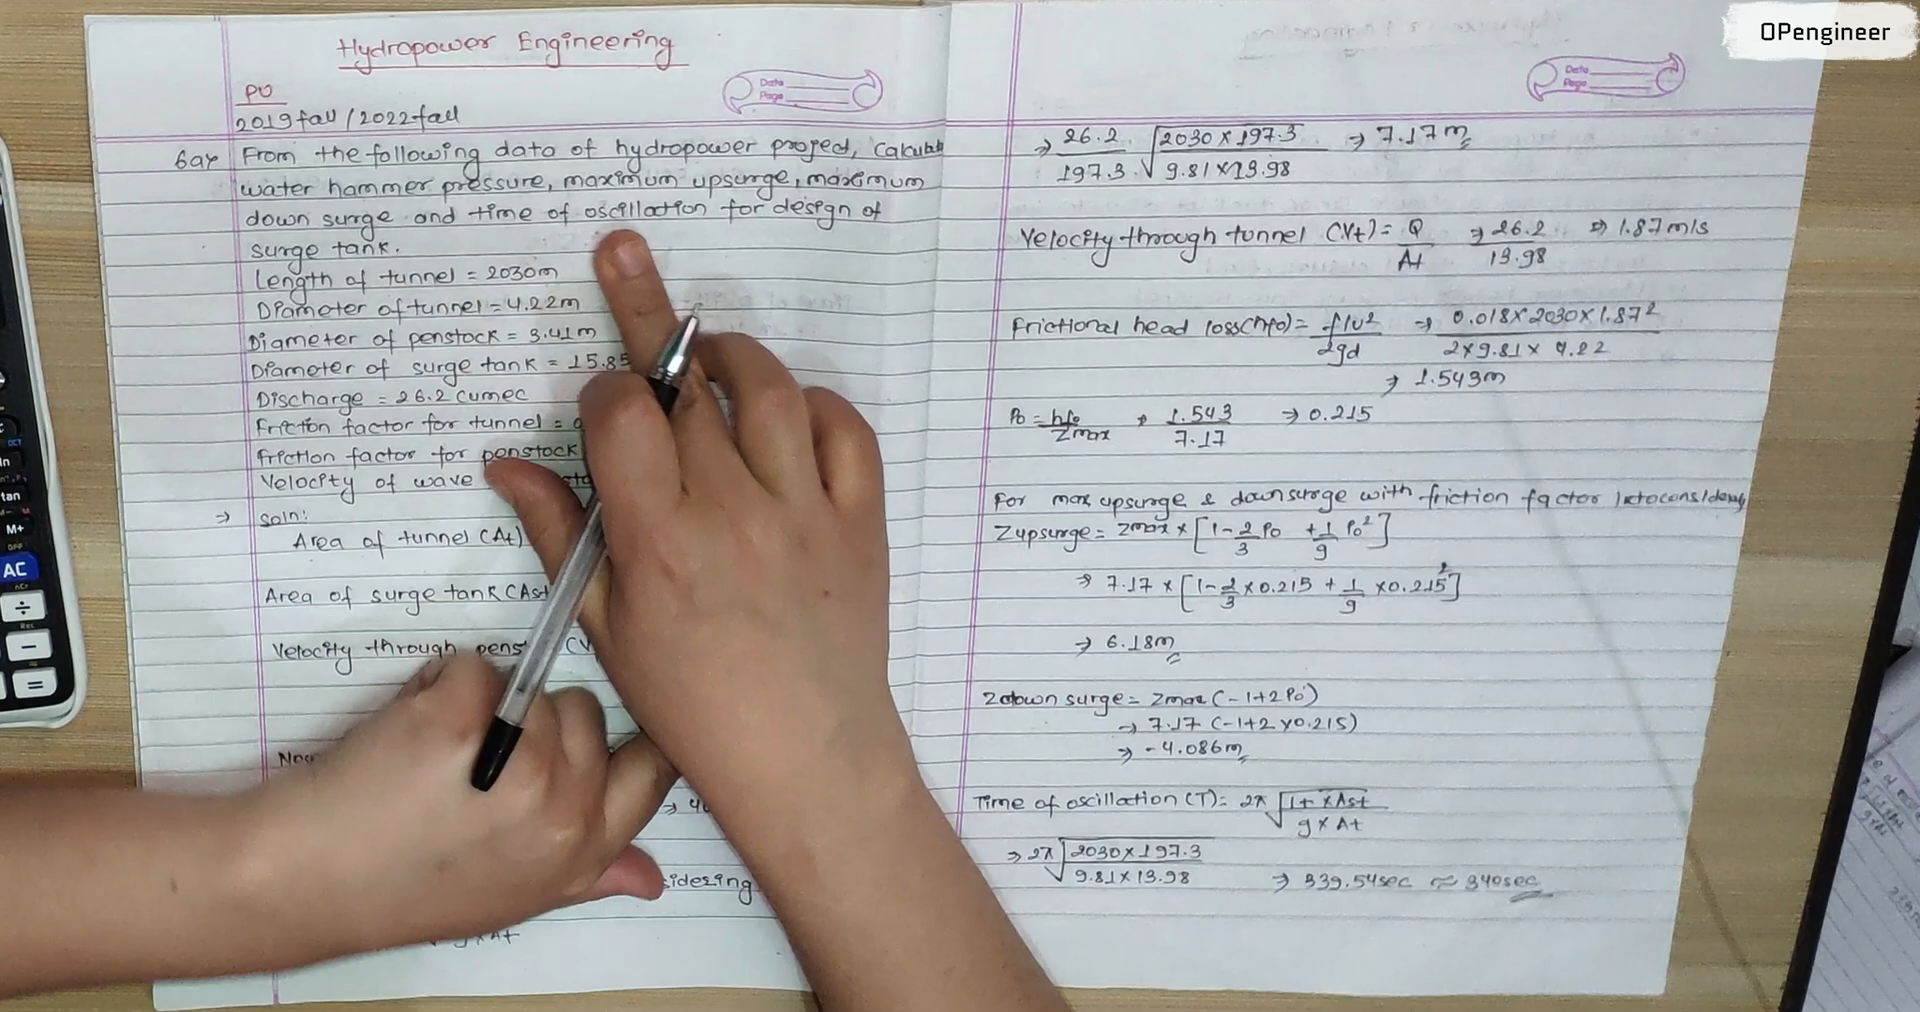 OPengineer
Hydropower Engineering
PU
2019 fall / 2022 fall
Date
Page
6a) From the following data of hydropower project, Calculate
water hammer pressure, maximum upsurge, maximum
down surge and time of oscillation for design of
surge tank.
Length of tunnel = 2030m
Diameter of tunnel = 4.22m
Diameter of penstock = 3.41m
Diameter of surge tank = 15.85
Discharge = 26.2 cumec
Friction factor for tunnel = 0
Friction factor for penstock
Velocity of wave
→ Soln:
Area of tunnel (At)
Area of surge tank (Ast
Velocity through penst (V
Now
⇒ 40
sidering
g×At
Date
Page
⇒ 26.2/197.3 . √(2030×197.3 / 9.81×13.98) ⇒ 7.17m
Velocity through tunnel (Vt) = Q/At ⇒ 26.2/13.98 ⇒ 1.87m/s
Frictional head loss (hfo) = flv²/2gd ⇒ 0.018×2030×1.87² / 2×9.81×4.22
⇒ 1.543m
Po = hfo/Zmax ⇒ 1.543/7.17 ⇒ 0.215
For max upsurge & down surge with friction factor
Zupsurge = Zmax × [1 - 2/3 Po + 1/9 Po²]
⇒ 7.17 × [1 - 2/3 × 0.215 + 1/9 × 0.215²]
⇒ 6.18m
Zdown surge = Zmax (-1+2Po)
→ 7.17 (-1+2×0.215)
⇒ -4.086m
Time of oscillation (T) = 2π √(lt × Ast / g × At)
⇒ 2π √(2030×197.3 / 9.81×13.98) ⇒ 339.54sec ≈ 340sec